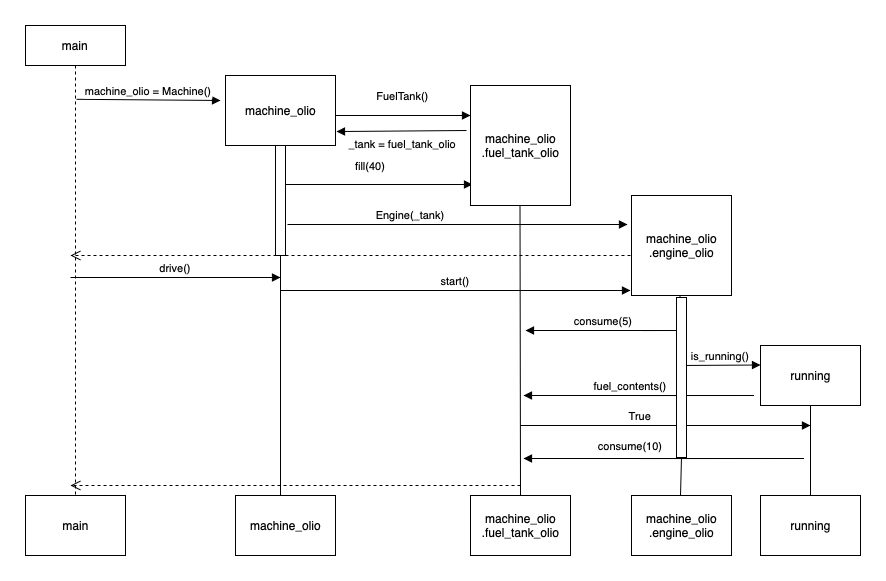 main
machine_olio = Machine()
machine_olio
FuelTank()
machine_olio
.fuel_tank_olio
_tank = fuel_tank_olio
fill(40)
Engine(_tank)
machine_olio
.engine_olio
drive()
start()
consume(5)
is_running()
running
fuel_contents()
True
consume(10)
main
machine_olio
machine_olio
.fuel_tank_olio
machine_olio
.engine_olio
running